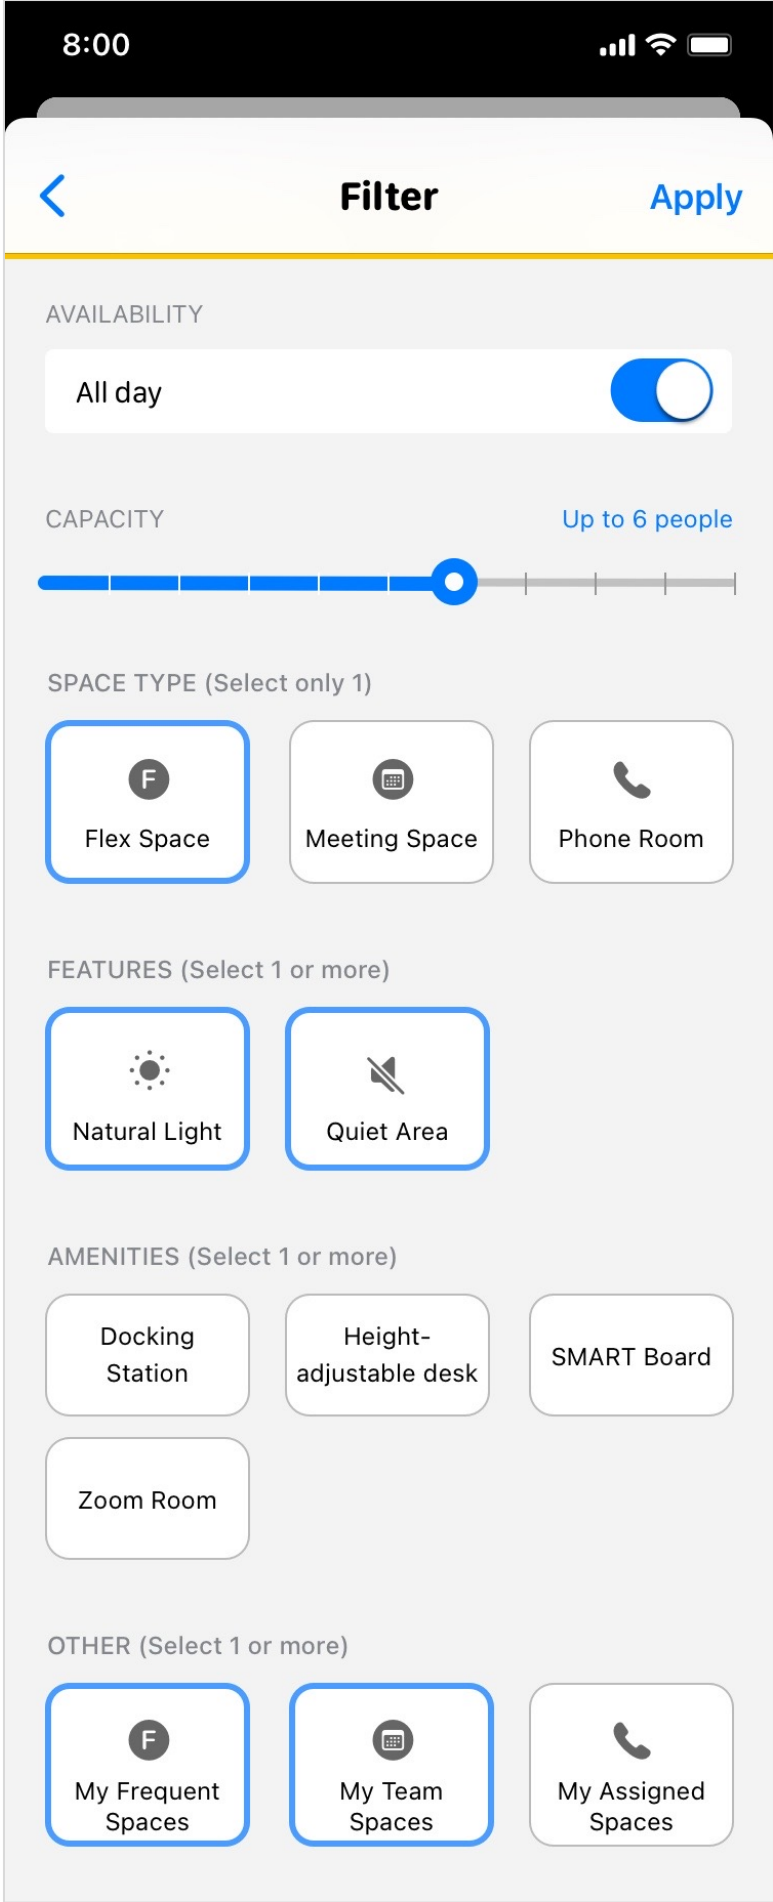 8:00
Filter
Apply
AVAILABILITY
All day
CAPACITY
Up to 6 people
SPACE TYPE (Select only 1)
F
Flex Space
Meeting Space
Phone Room
FEATURES (Select 1 or more)
Natural Light
Quiet Area
AMENITIES (Select 1 or more)
Docking
Station
Height-
adjustable desk
SMART Board
Zoom Room
OTHER (Select 1 or more)
F
My Frequent
Spaces
My Team
Spaces
My Assigned
Spaces